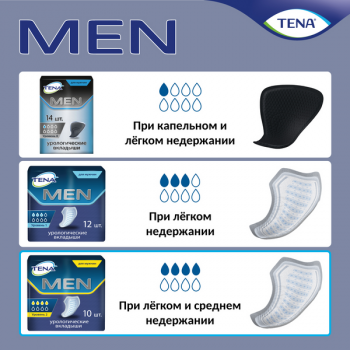 MEN
TENA
TENA
MEN
14 шт.
урологические
вкладыши
При капельном и
лёгком недержании
TENA
MEN
12 шт.
урологические
вкладыши
При лёгком
недержании
TENA
MEN
10 шт.
урологические
вкладыши
При лёгком и среднем
недержании